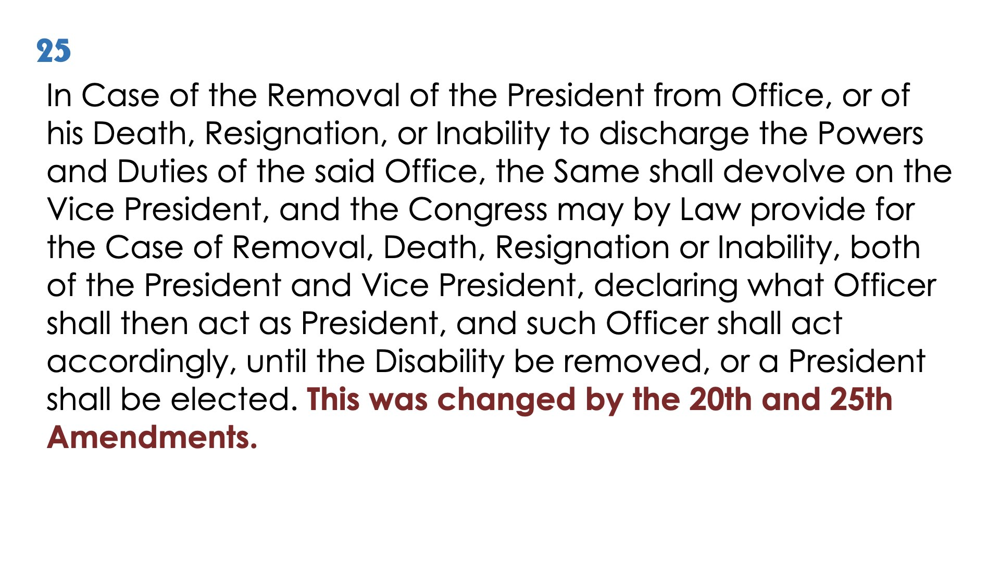 25
In Case of the Removal of the President from Office, or of
his Death, Resignation, or Inability to discharge the Powers
and Duties of the said Office, the Same shall devolve on the
Vice President, and the Congress may by Law provide for
the Case of Removal, Death, Resignation or Inability, both
of the President and Vice President, declaring what Officer
shall then act as President, and such Officer shall act
accordingly, until the Disability be removed, or a President
shall be elected. This was changed by the 20th and 25th
Amendments.